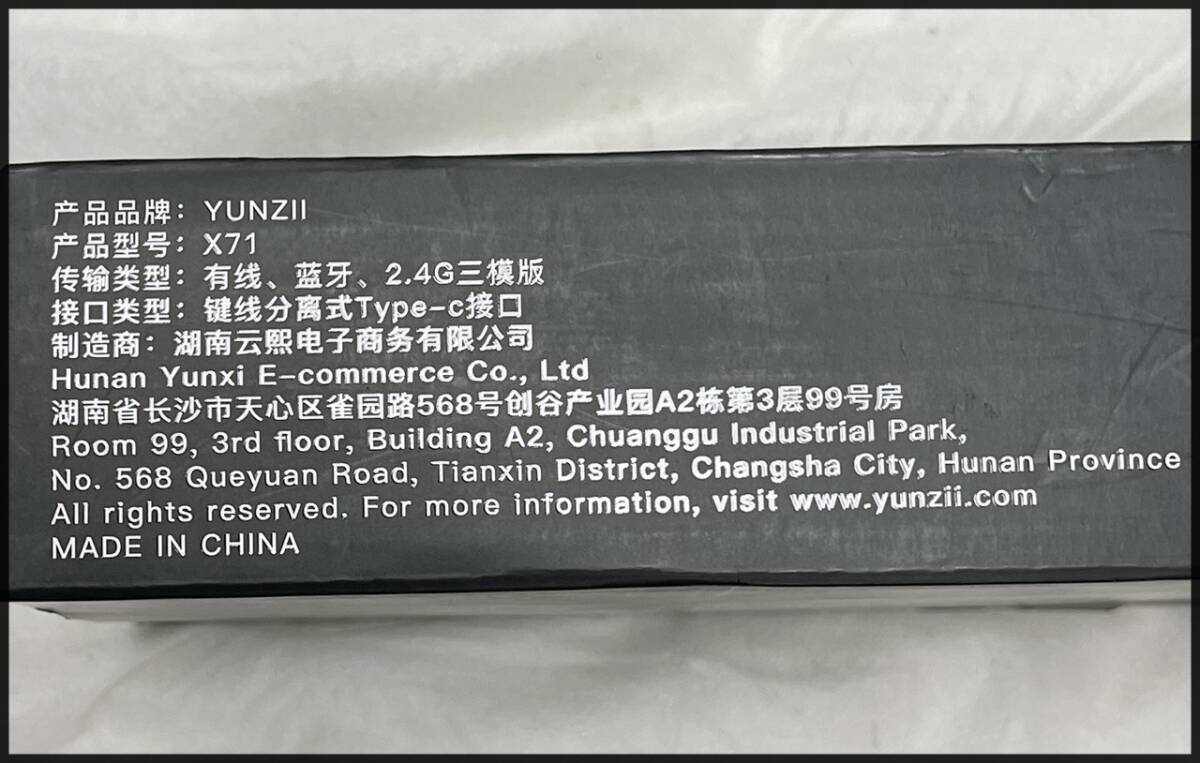 产品品牌：YUNZII
产品型号：X71
传输类型：有线、蓝牙、2.4G三模版
接口类型：键线分离式Type-c接口
制造商：湖南云熙电子商务有限公司
Hunan Yunxi E-commerce Co., Ltd
湖南省长沙市天心区雀园路568号创谷产业园A2栋第3层99号房
Room 99, 3rd floor, Building A2, Chuanggu Industrial Park,
No. 568 Queyuan Road, Tianxin District, Changsha City, Hunan Province
All rights reserved. For more information, visit www.yunzii.com
MADE IN CHINA